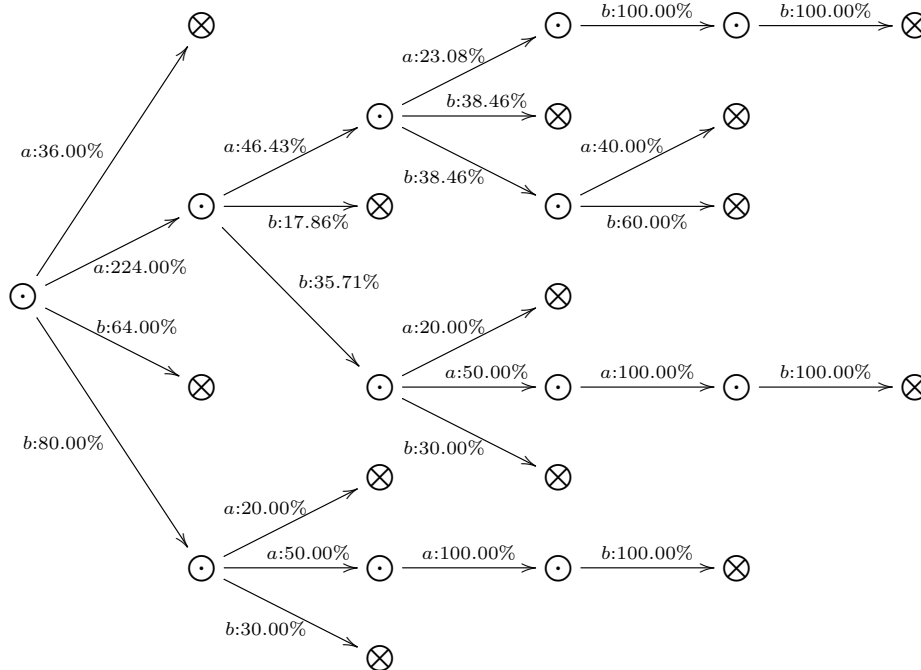 b:100.00% b:100.00%
a:23.08%
b:38.46%
a:36.00% a:46.43% a:40.00%
b:38.46%
b:17.86% b:60.00%
a:224.00%
b:35.71%
b:64.00% a:20.00%
a:50.00% a:100.00% b:100.00%
b:80.00% b:30.00%
a:20.00%
a:50.00% a:100.00% b:100.00%
b:30.00%